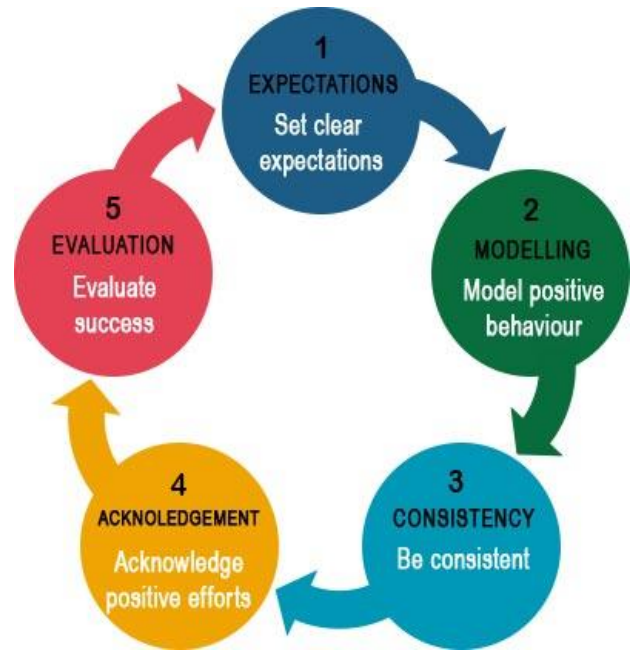 1
EXPECTATIONS
Set clear
expectations
2
MODELLING
Model positive
behaviour
3
CONSISTENCY
Be consistent
4
ACKNOLEDGEMENT
Acknowledge
positive efforts
5
EVALUATION
Evaluate
success